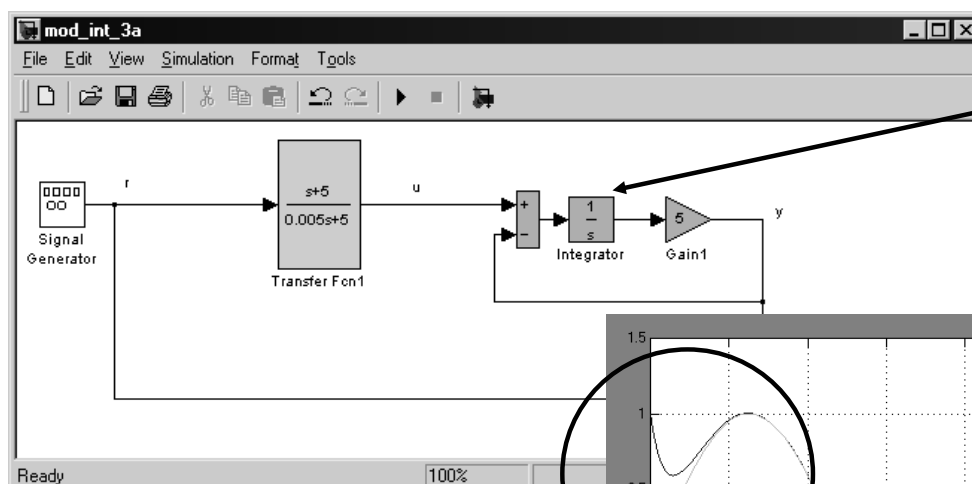 mod_int_3a
File Edit View Simulation Format Tools
r
s+5
0.005s+5
Transfer Fcn1
u
+
−
1
s
Integrator
5
Gain1
y
Signal
Generator
1.5
1
Ready
100%